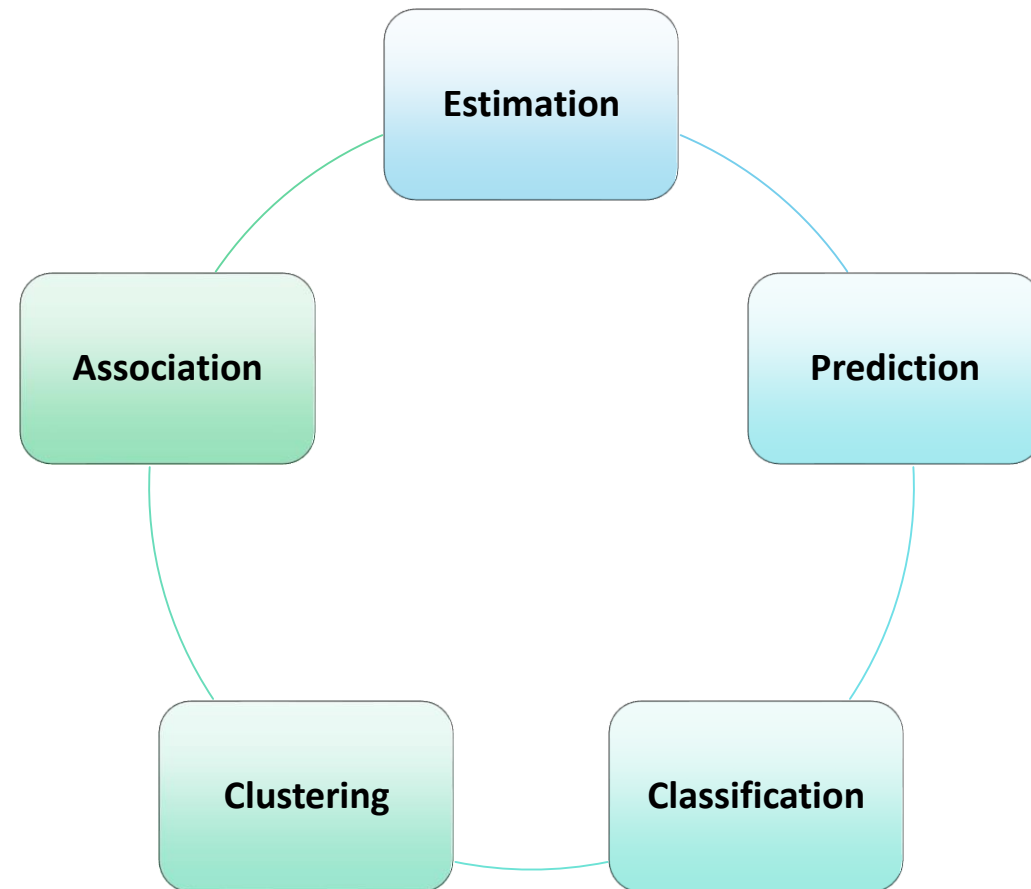 Estimation
Prediction
Classification
Clustering
Association